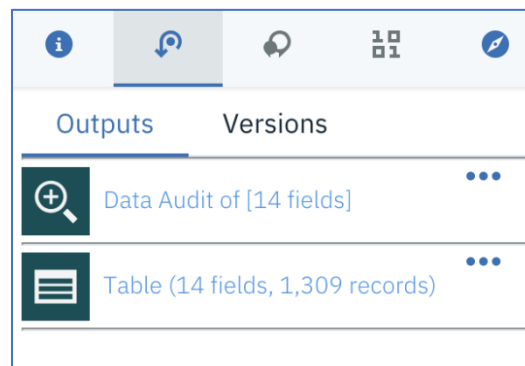 Outputs Versions
Data Audit of [14 fields]
Table (14 fields, 1,309 records)